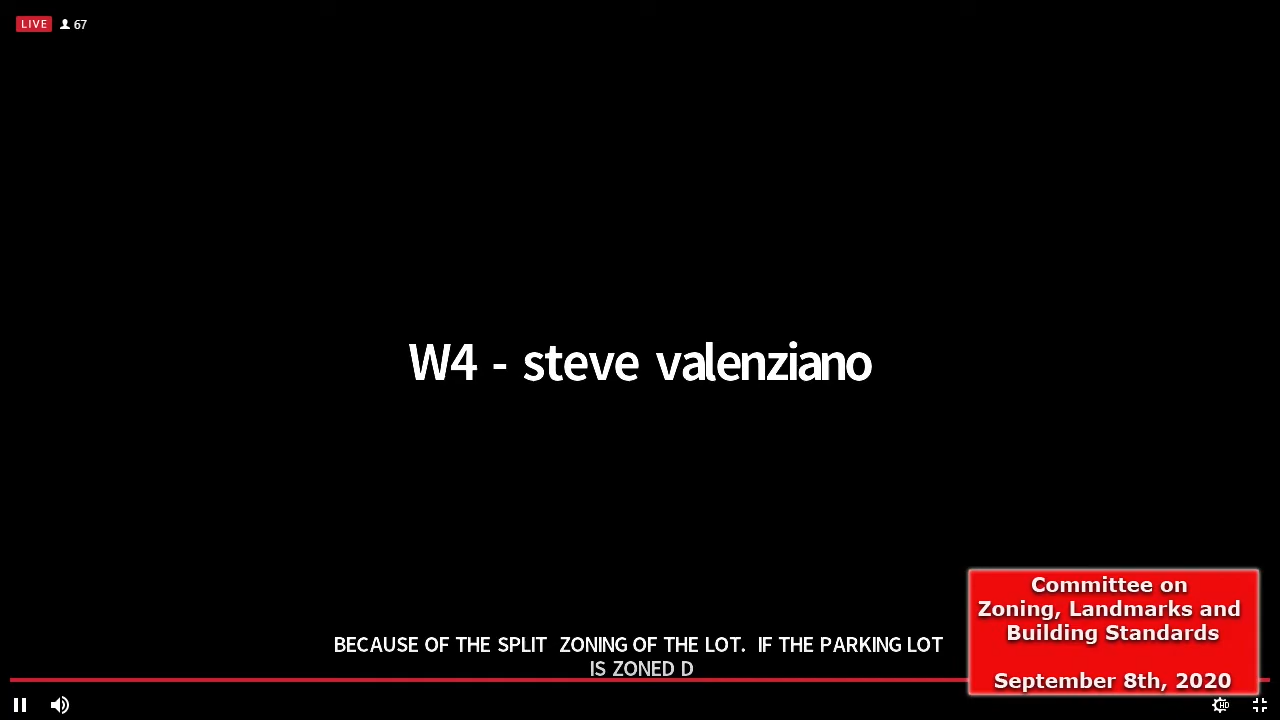 LIVE 67
W4 - steve valenziano
BECAUSE OF THE SPLIT ZONING OF THE LOT. IF THE PARKING LOT
IS ZONED D
Committee on
Zoning, Landmarks and
Building Standards
September 8th, 2020
HD